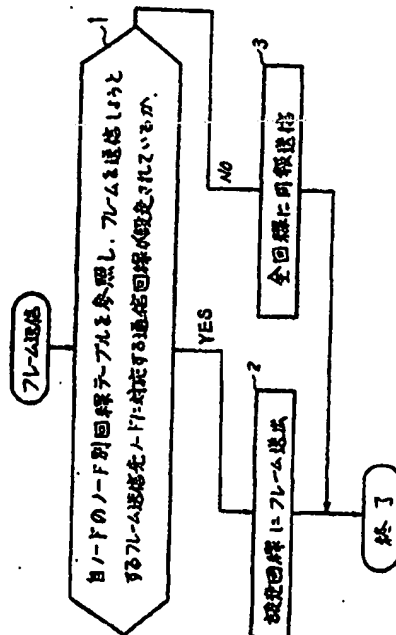 フレーム送信
1
自ノードのノード別回線テーブルを参照し、フレームを送信しようと
するフレーム送信先ノードに対応する通信回線が設定されているか.
YES
NO
2
設定回線にフレーム送出
3
全回線に同報送信
終了